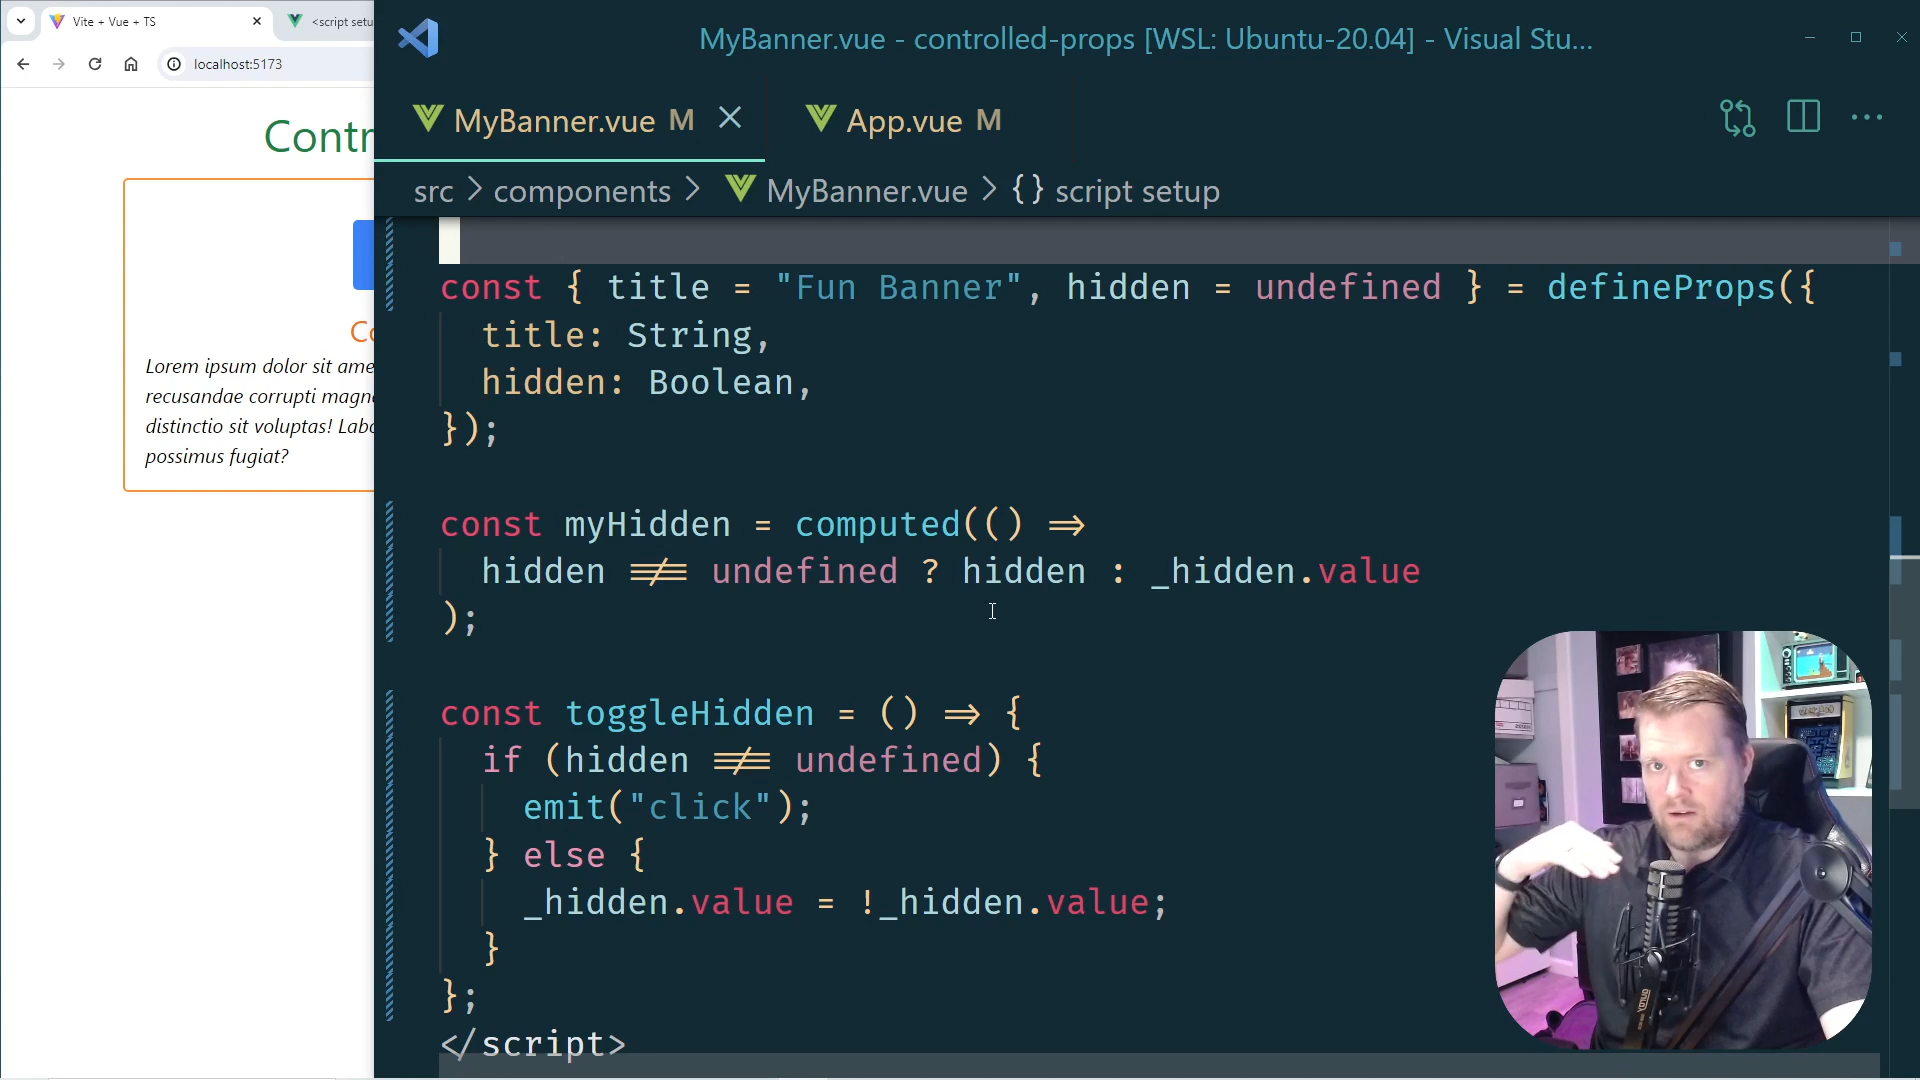 Vite + Vue + TS
<script setu
localhost:5173
Contr
Co
Lorem ipsum dolor sit ame
recusandae corrupti magna
distinctio sit voluptas! Labo
possimus fugiat?
MyBanner.vue - controlled-props [WSL: Ubuntu-20.04] - Visual Stu...
MyBanner.vue M
App.vue M
src > components > MyBanner.vue > {} script setup
const { title = "Fun Banner", hidden = undefined } = defineProps({
title: String,
hidden: Boolean,
});
const myHidden = computed(() =>
hidden !== undefined ? hidden : _hidden.value
);
const toggleHidden = () => {
if (hidden !== undefined) {
emit("click");
} else {
_hidden.value = !_hidden.value;
}
};
</script>